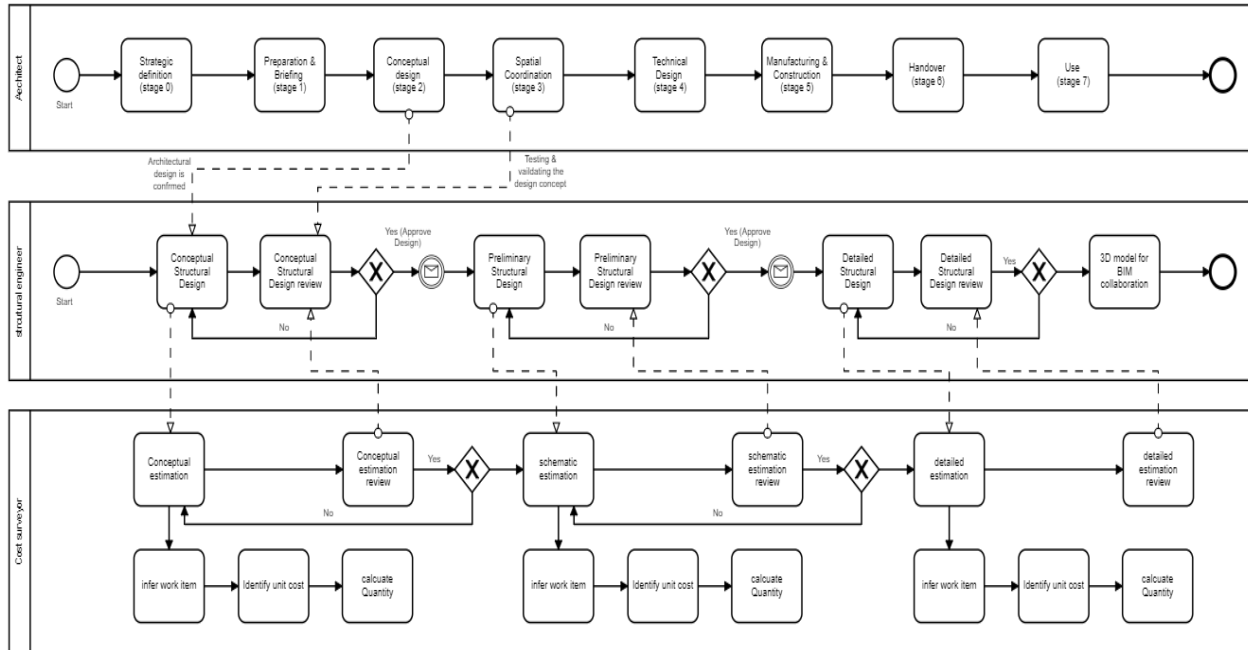 Aechitect
Start
Strategic
definition
(stage 0)
Preparation &
Briefing
(stage 1)
Conceptual
design
(stage 2)
Spatial
Coordination
(stage 3)
Technical
Design
(stage 4)
Manufacturing &
Construction
(stage 5)
Handover
(stage 6)
Use
(stage 7)
Architectural
design is
confirmed
Testing &
vaildating the
design concept
strcutural engineer
Start
Conceptual
Structural
Design
Conceptual
Structural
Design review
Yes (Approve
Design)
No
Preliminary
Structural
Design
Preliminary
Structural
Design review
Yes (Approve
Design)
No
Detailed
Structural
Design
Detailed
Structural
Design review
Yes
No
3D model for
BIM
collaboration
Cost surveyor
Conceptual
estimation
Conceptual
estimation
review
Yes
No
schematic
estimation
schematic
estimation
review
Yes
No
detailed
estimation
detailed
estimation
review
infer work item
Identify unit cost
calcuate
Quantity
infer work item
Identify unit cost
calcuate
Quantity
infer work item
Identify unit cost
calcuate
Quantity